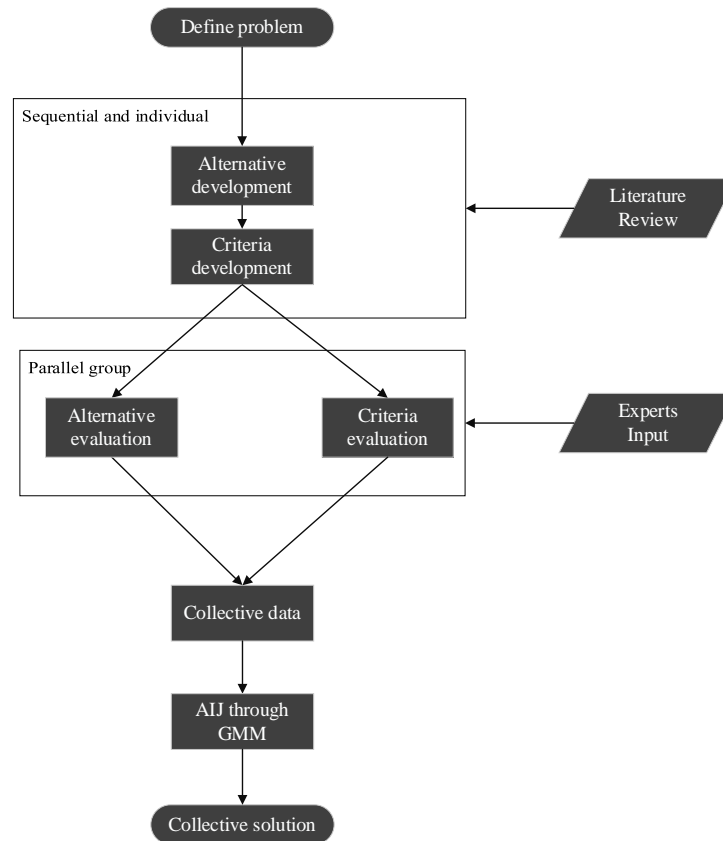 Define problem
Sequential and individual
Alternative
development
Literature
Review
Criteria
development
Parallel group
Alternative
evaluation
Criteria
evaluation
Experts
Input
Collective data
AIJ through
GMM
Collective solution